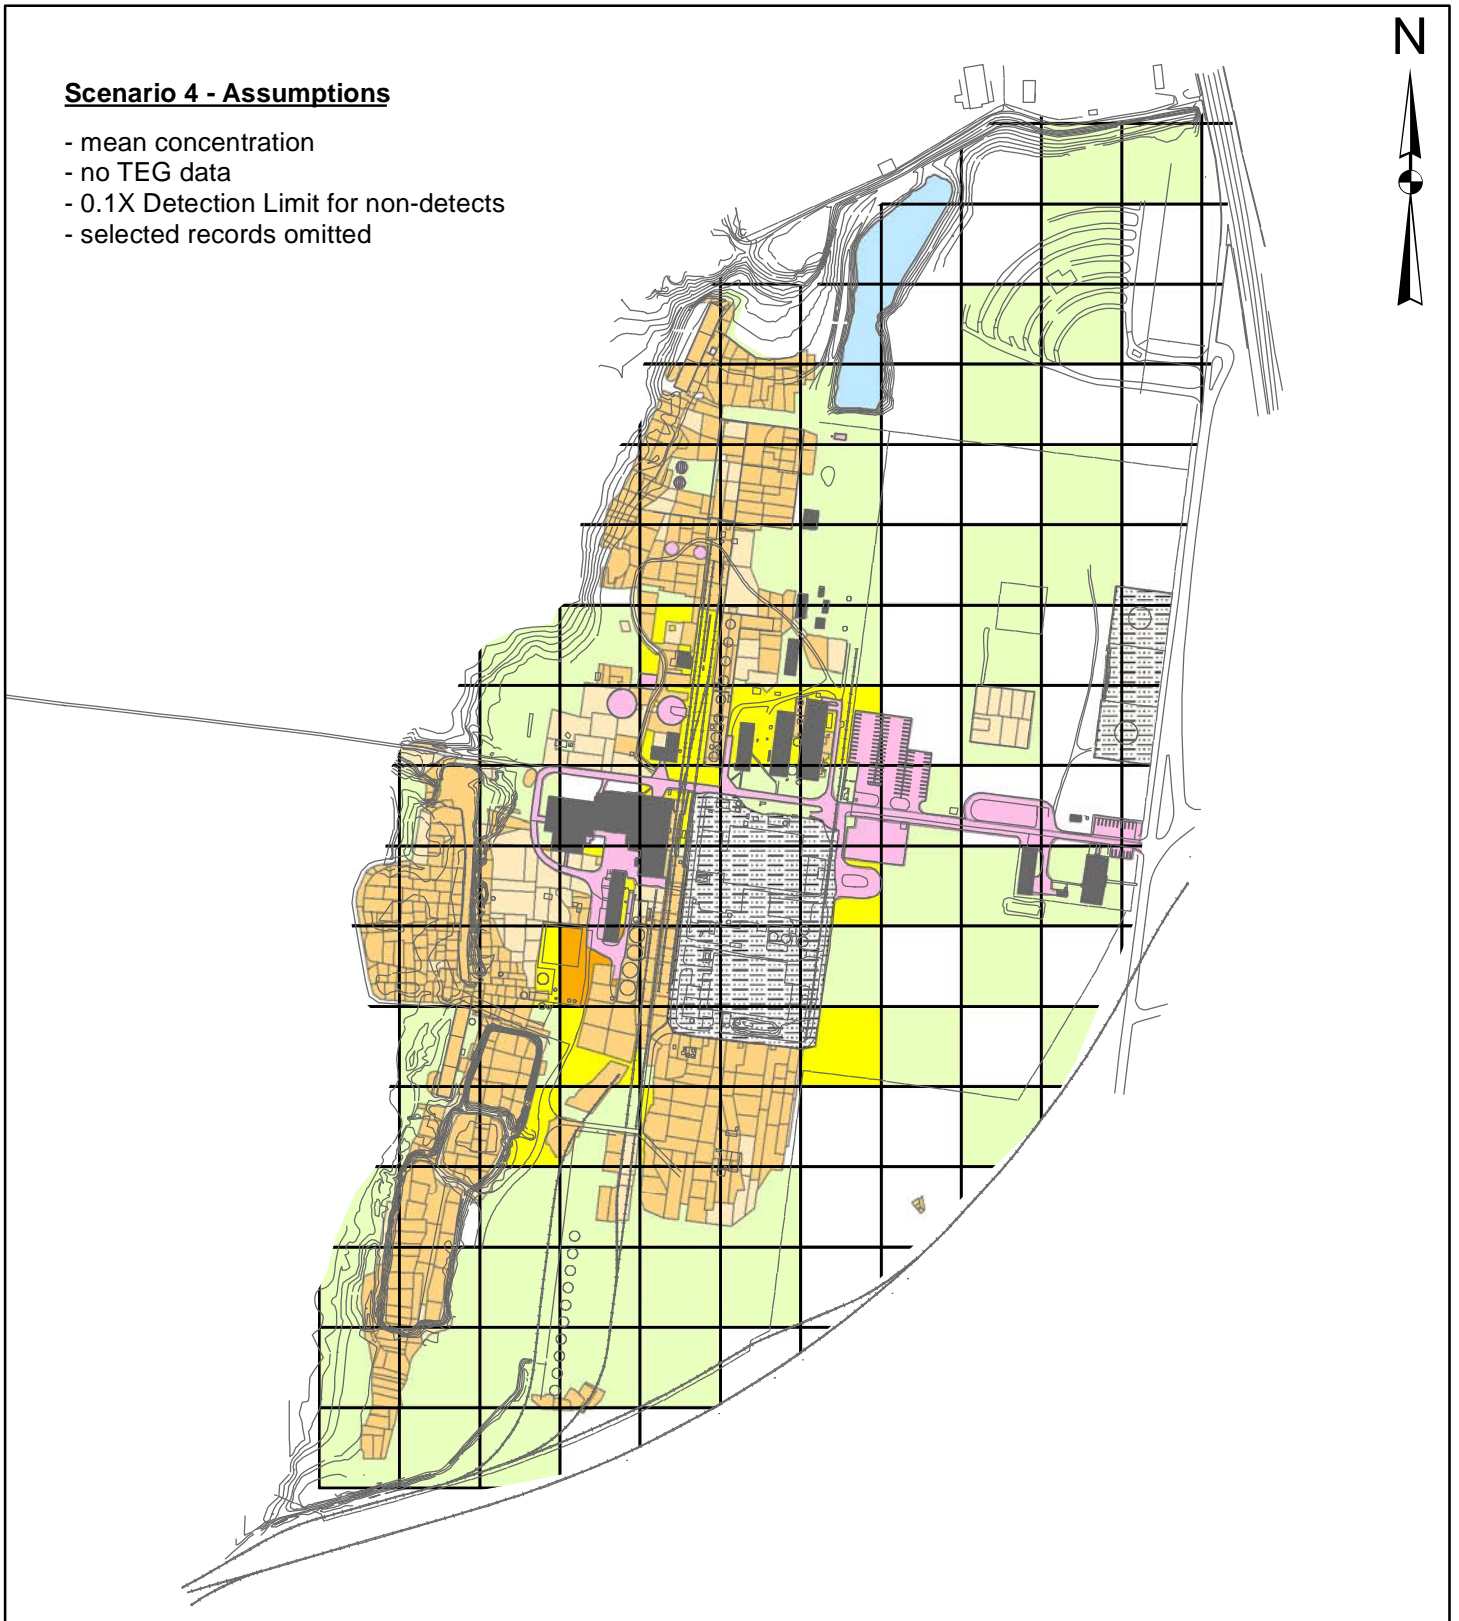 N
Scenario 4 - Assumptions
- mean concentration
- no TEG data
- 0.1X Detection Limit for non-detects
- selected records omitted